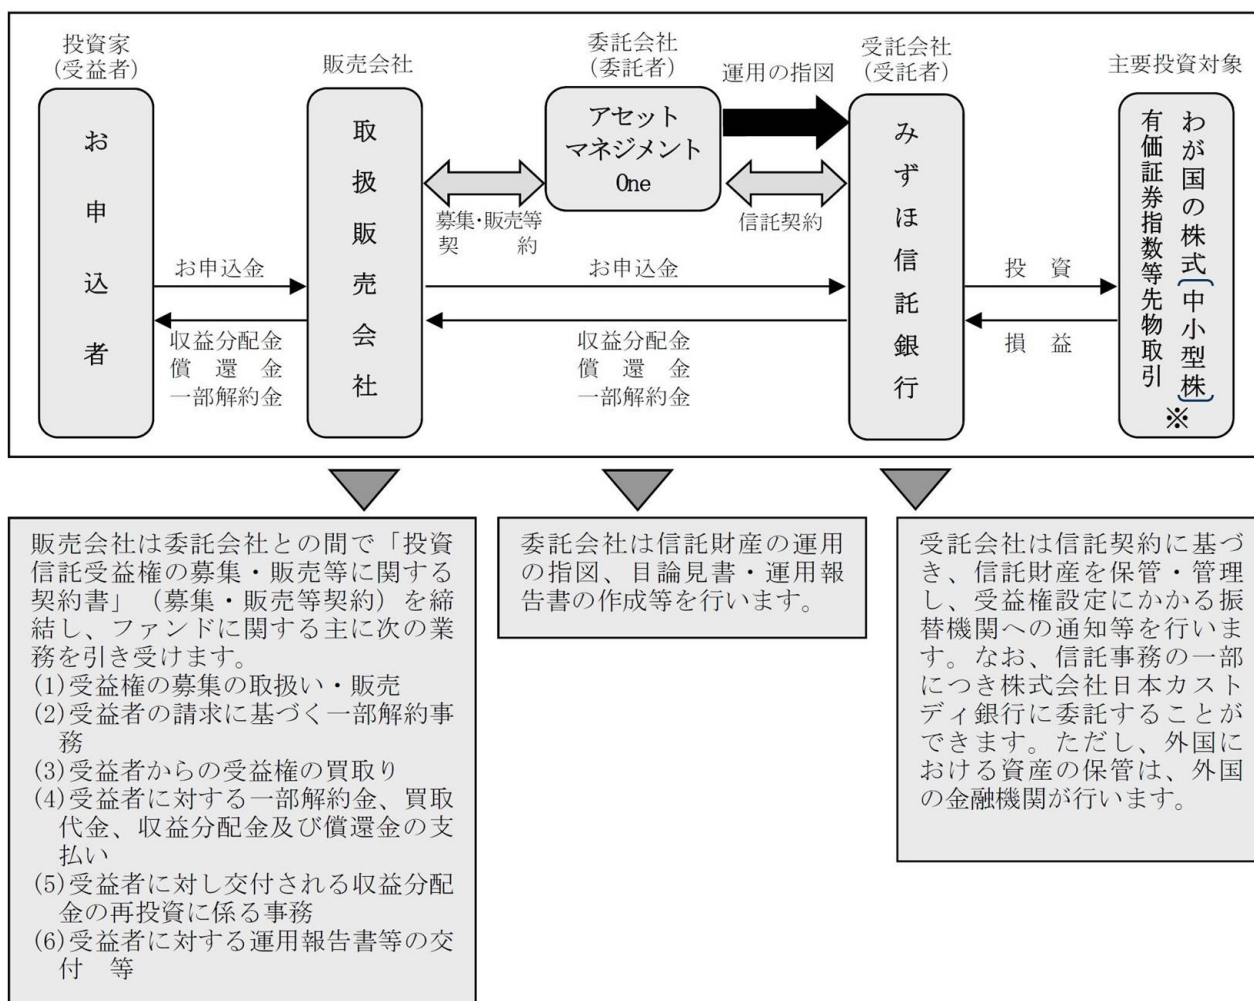 投資家
(受益者)
お申込者
販売会社
取扱販売会社
委託会社
(委託者)
アセット
マネジメント
One
運用の指図
受託会社
(受託者)
みずほ信託銀行
主要投資対象
わが国の株式〔中小型株〕
有価証券指数等先物取引
※
募集・販売等
契 約
信託契約
お申込金
収益分配金
償 還 金
一部解約金
お申込金
収益分配金
償 還 金
一部解約金
投 資
損 益
販売会社は委託会社との間で「投資
信託受益権の募集・販売等に関する
契約書」（募集・販売等契約）を締
結し、ファンドに関する主に次の業
務を引き受けます。
(1)受益権の募集の取扱い・販売
(2)受益者の請求に基づく一部解約事
務
(3)受益者からの受益権の買取り
(4)受益者に対する一部解約金、買取
代金、収益分配金及び償還金の支
払い
(5)受益者に対し交付される収益分配
金の再投資に係る事務
(6)受益者に対する運用報告書等の交
付 等
委託会社は信託財産の運用
の指図、目論見書・運用報
告書の作成等を行います。
受託会社は信託契約に基づ
き、信託財産を保管・管理
し、受益権設定にかかる振
替機関への通知等を行いま
す。なお、信託事務の一部
につき株式会社日本カスト
ディ銀行に委託することが
できます。ただし、外国に
おける資産の保管は、外国
の金融機関が行います。